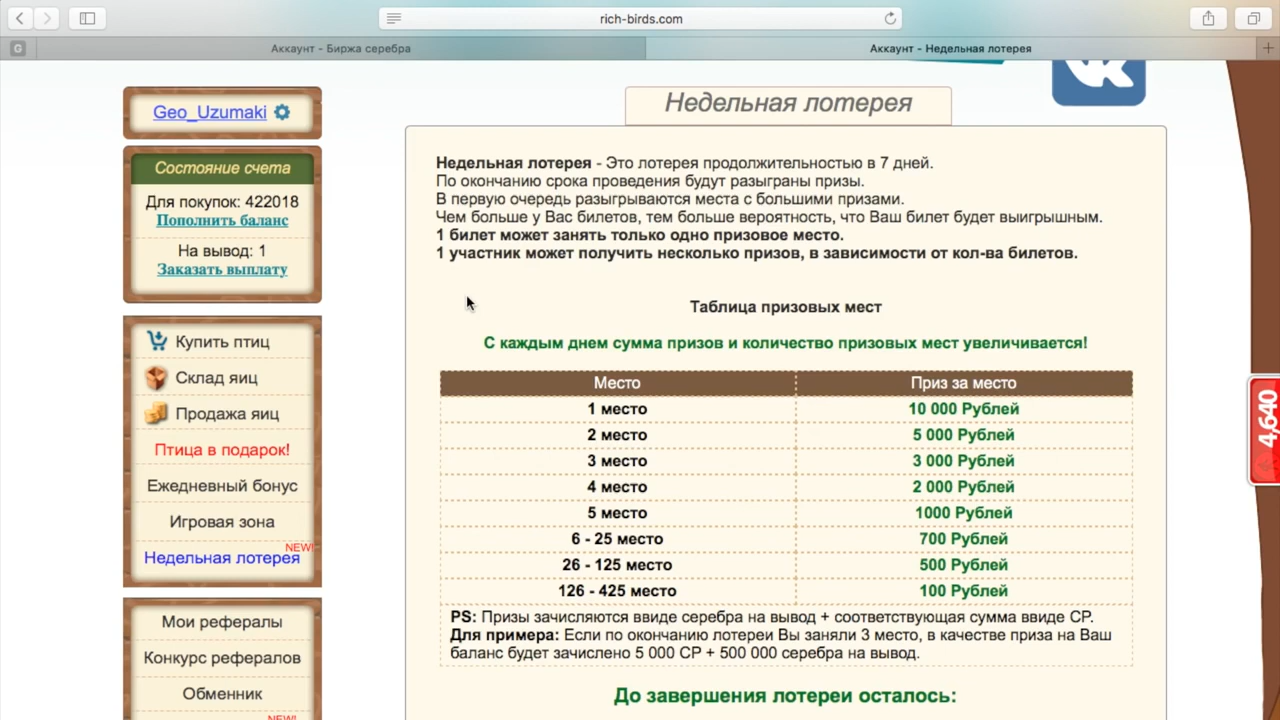 rich-birds.com
G
Аккаунт - Биржа серебра
Аккаунт - Недельная лотерея
Geo_Uzumaki
Состояние счета
Для покупок: 422018
Пополнить баланс
На вывод: 1
Заказать выплату
Купить птиц
Склад яиц
Продажа яиц
Птица в подарок!
Ежедневный бонус
Игровая зона
NEW!
Недельная лотерея
Мои рефералы
Конкурс рефералов
Обменник
NEW!
Недельная лотерея
Недельная лотерея - Это лотерея продолжительностью в 7 дней.
По окончанию срока проведения будут разыграны призы.
В первую очередь разыгрываются места с большими призами.
Чем больше у Вас билетов, тем больше вероятность, что Ваш билет будет выигрышным.
1 билет может занять только одно призовое место.
1 участник может получить несколько призов, в зависимости от кол-ва билетов.
Таблица призовых мест
С каждым днем сумма призов и количество призовых мест увеличивается!
Место Приз за место
1 место 10 000 Рублей
2 место 5 000 Рублей
3 место 3 000 Рублей
4 место 2 000 Рублей
5 место 1000 Рублей
6 - 25 место 700 Рублей
26 - 125 место 500 Рублей
126 - 425 место 100 Рублей
PS: Призы зачисляются ввиде серебра на вывод + соответствующая сумма ввиде СР.
Для примера: Если по окончанию лотереи Вы заняли 3 место, в качестве приза на Ваш
баланс будет зачислено 5 000 СР + 500 000 серебра на вывод.
До завершения лотереи осталось:
4,640